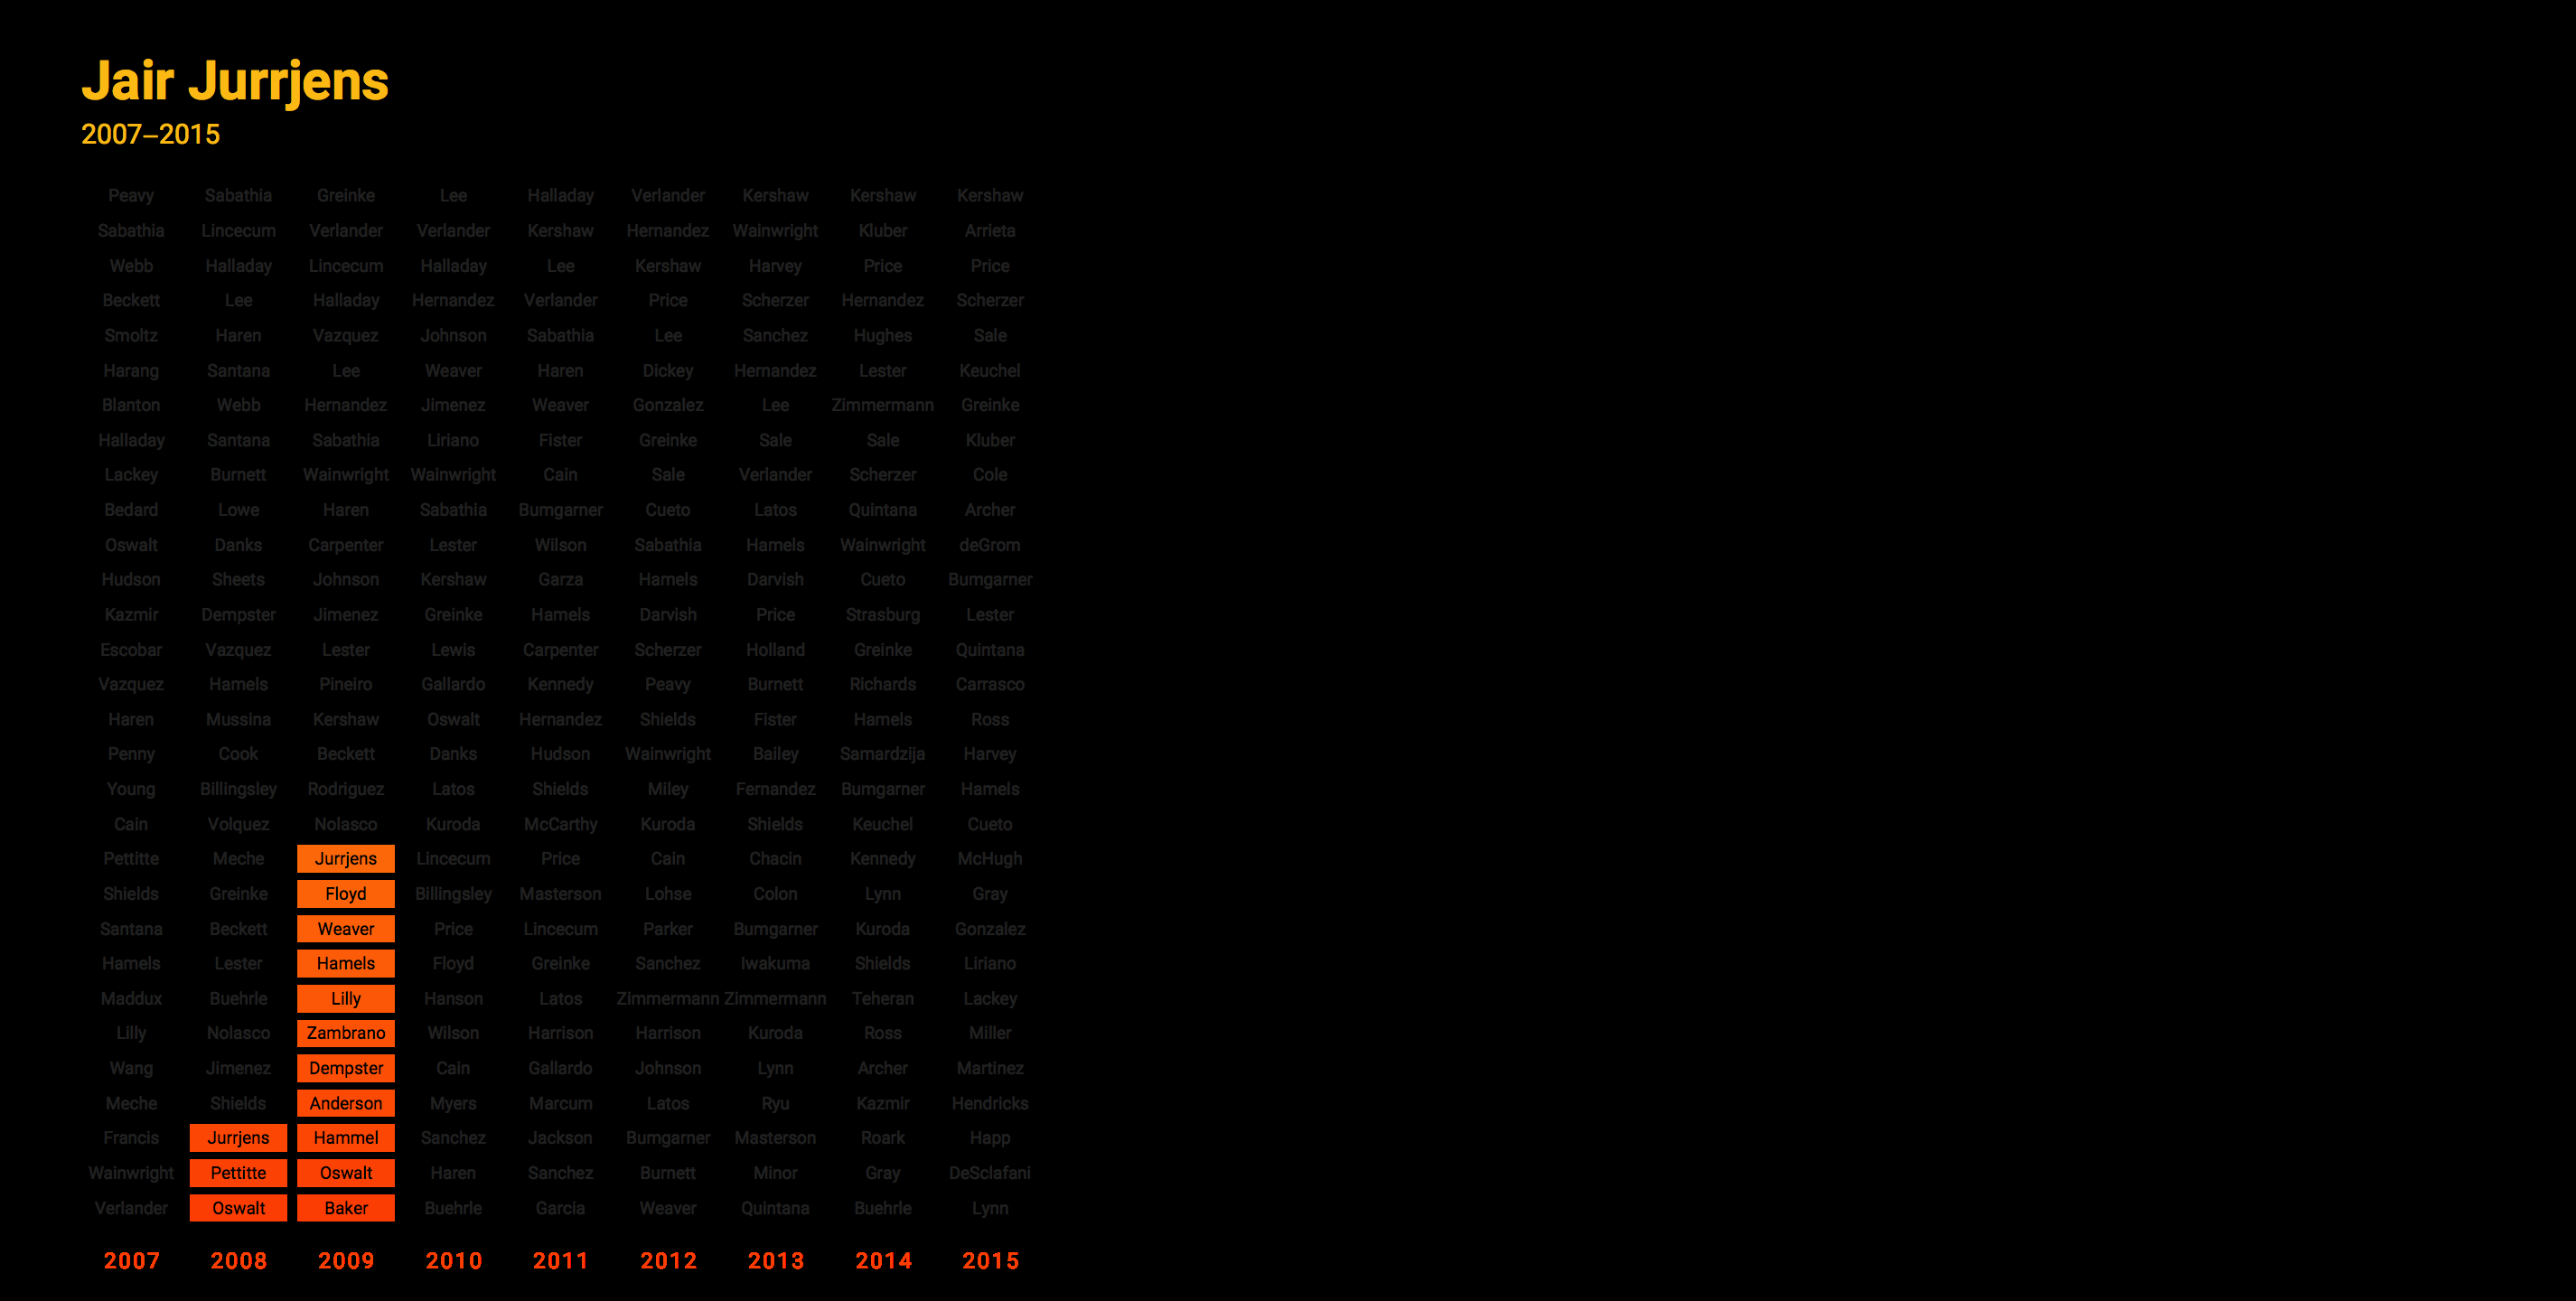 Jair Jurrjens
2007–2015
Peavy Sabathia Greinke Lee Halladay Verlander Kershaw Kershaw Kershaw
Sabathia Lincecum Verlander Verlander Kershaw Hernandez Wainwright Kluber Arrieta
Webb Halladay Lincecum Halladay Lee Kershaw Harvey Price Price
Beckett Lee Halladay Hernandez Verlander Price Scherzer Hernandez Scherzer
Smoltz Haren Vazquez Johnson Sabathia Lee Sanchez Hughes Sale
Harang Santana Lee Weaver Haren Dickey Hernandez Lester Keuchel
Blanton Webb Hernandez Jimenez Weaver Gonzalez Lee Zimmermann Greinke
Halladay Santana Sabathia Liriano Fister Greinke Sale Sale Kluber
Lackey Burnett Wainwright Wainwright Cain Sale Verlander Scherzer Cole
Bedard Lowe Haren Sabathia Bumgarner Cueto Latos Quintana Archer
Oswalt Danks Carpenter Lester Wilson Sabathia Hamels Wainwright deGrom
Hudson Sheets Johnson Kershaw Garza Hamels Darvish Cueto Bumgarner
Kazmir Dempster Jimenez Greinke Hamels Darvish Price Strasburg Lester
Escobar Vazquez Lester Lewis Carpenter Scherzer Holland Greinke Quintana
Vazquez Hamels Pineiro Gallardo Kennedy Peavy Burnett Richards Carrasco
Haren Mussina Kershaw Oswalt Hernandez Shields Fister Hamels Ross
Penny Cook Beckett Danks Hudson Wainwright Bailey Samardzija Harvey
Young Billingsley Rodriguez Latos Shields Miley Fernandez Bumgarner Hamels
Cain Volquez Nolasco Kuroda McCarthy Kuroda Shields Keuchel Cueto
Pettitte Meche Jurrjens Lincecum Price Cain Chacin Kennedy McHugh
Shields Greinke Floyd Billingsley Masterson Lohse Colon Lynn Gray
Santana Beckett Weaver Price Lincecum Parker Bumgarner Kuroda Gonzalez
Hamels Lester Hamels Floyd Greinke Sanchez Iwakuma Shields Liriano
Maddux Buehrle Lilly Hanson Latos Zimmermann Zimmermann Teheran Lackey
Lilly Nolasco Zambrano Wilson Harrison Harrison Kuroda Ross Miller
Wang Jimenez Dempster Cain Gallardo Johnson Lynn Archer Martinez
Meche Shields Anderson Myers Marcum Latos Ryu Kazmir Hendricks
Francis Jurrjens Hammel Sanchez Jackson Bumgarner Masterson Roark Happ
Wainwright Pettitte Oswalt Haren Sanchez Burnett Minor Gray DeSclafani
Verlander Oswalt Baker Buehrle Garcia Weaver Quintana Buehrle Lynn
2007 2008 2009 2010 2011 2012 2013 2014 2015